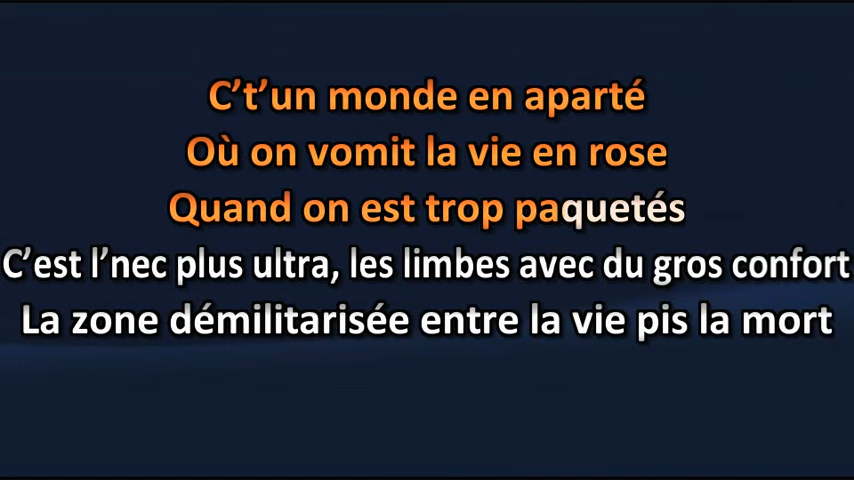 C’t’un monde en aparté
Où on vomit la vie en rose
Quand on est trop paquetés
C’est l’nec plus ultra, les limbes avec du gros confort
La zone démilitarisée entre la vie pis la mort